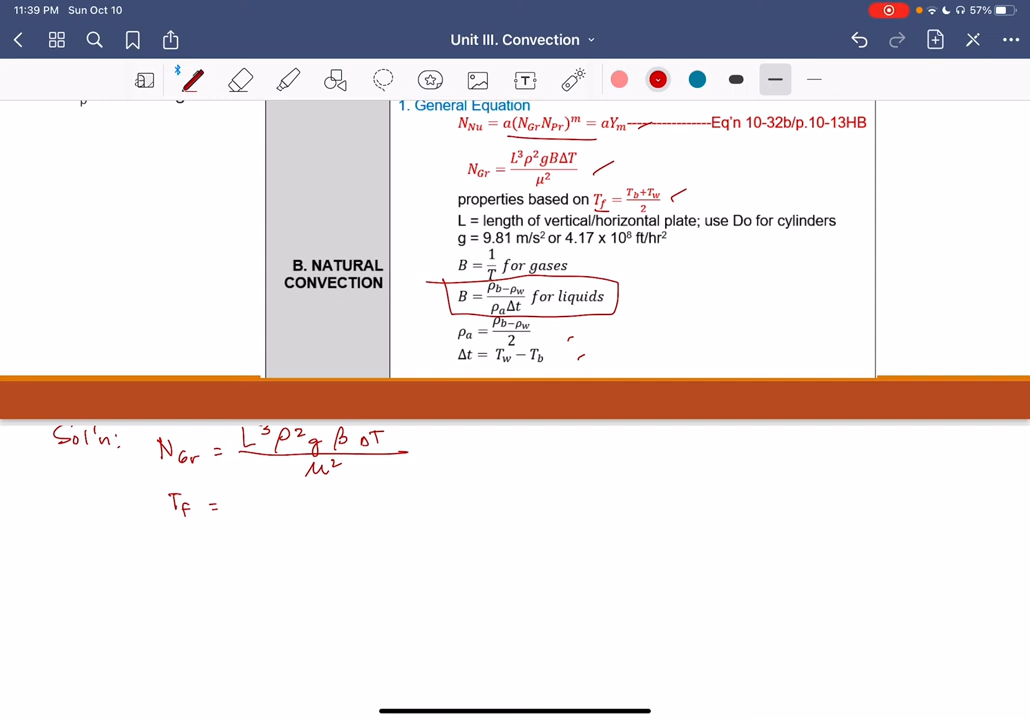 11:39 PM Sun Oct 10
57%
Unit III. Convection
1. General Equation
N_Nu = a(N_Gr N_Pr)^m = aY_m --------------------Eq'n 10-32b/p.10-13HB
N_Gr = L³ρ²gBΔT / μ²
properties based on T_f = (T_b+T_w) / 2
L = length of vertical/horizontal plate; use Do for cylinders
g = 9.81 m/s² or 4.17 x 10⁸ ft/hr²
B. NATURAL CONVECTION
B = 1/T for gases
B = (ρ_b−ρ_w) / (ρ_aΔt) for liquids
ρ_a = (ρ_b−ρ_w) / 2
Δt = T_w − T_b
Sol'n: N_Gr = L³ρ²g β ΔT / μ²
T_f =